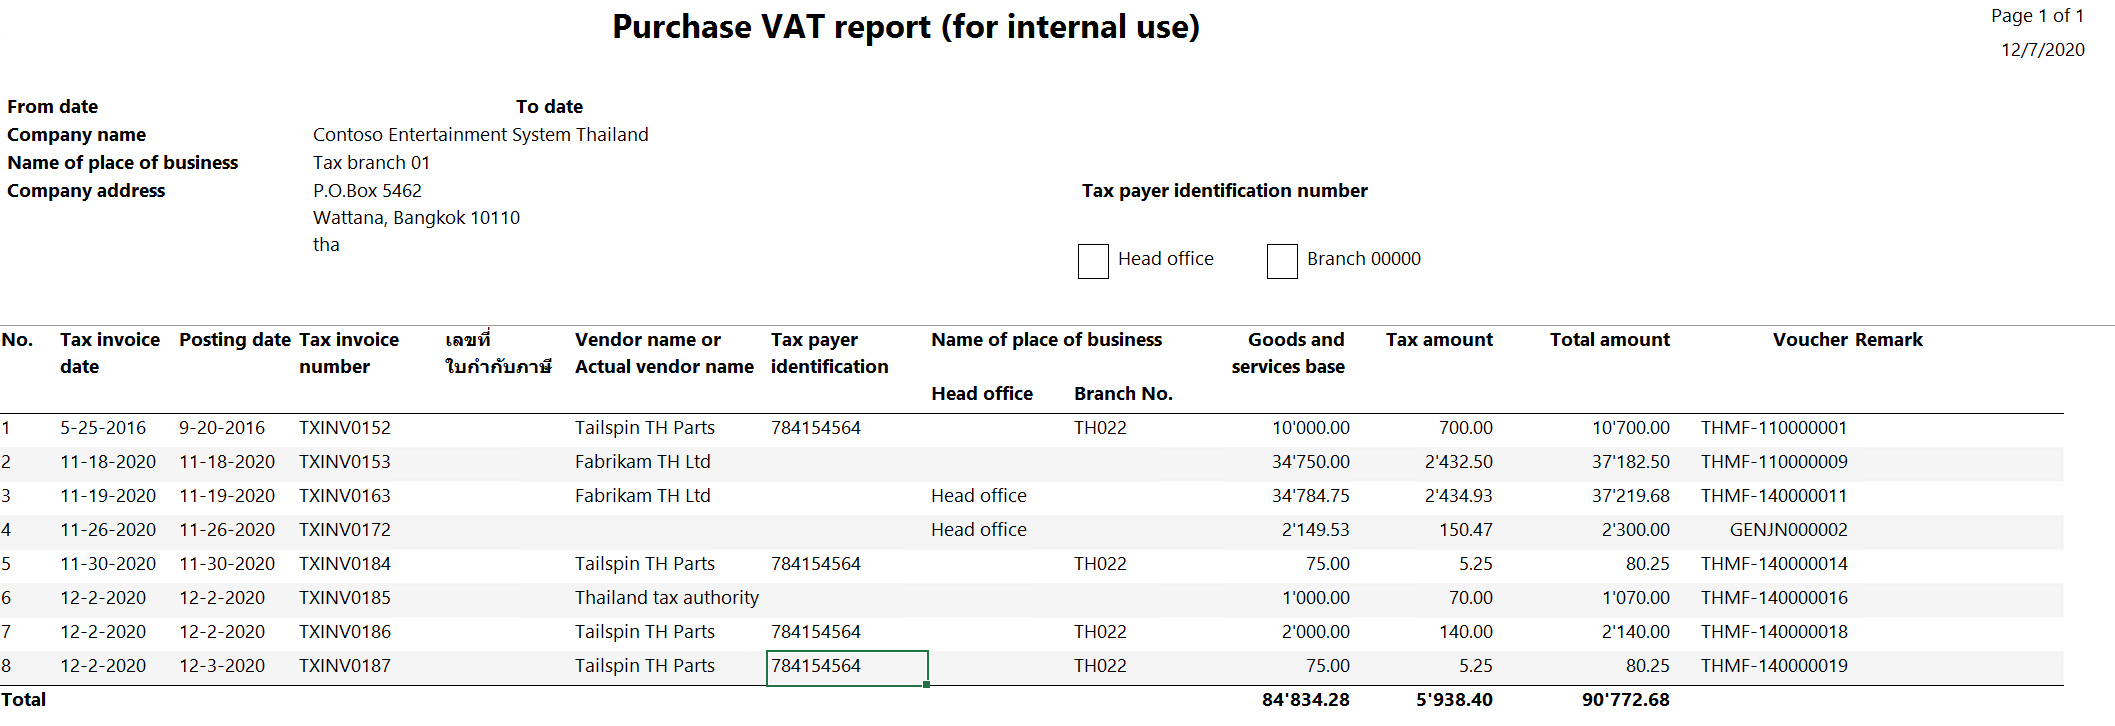 Purchase VAT report (for internal use)
Page 1 of 1
12/7/2020
From date To date
Company name Contoso Entertainment System Thailand
Name of place of business Tax branch 01
Company address P.O.Box 5462 Tax payer identification number
Wattana, Bangkok 10110
tha
Head office Branch 00000
No. Tax invoice Posting date Tax invoice เลขที่ Vendor name or Tax payer Name of place of business Goods and Tax amount Total amount Voucher Remark
date number ใบกำกับภาษี Actual vendor name identification services base
Head office Branch No.
1 5-25-2016 9-20-2016 TXINV0152 Tailspin TH Parts 784154564 TH022 10'000.00 700.00 10'700.00 THMF-110000001
2 11-18-2020 11-18-2020 TXINV0153 Fabrikam TH Ltd 34'750.00 2'432.50 37'182.50 THMF-110000009
3 11-19-2020 11-19-2020 TXINV0163 Fabrikam TH Ltd Head office 34'784.75 2'434.93 37'219.68 THMF-140000011
4 11-26-2020 11-26-2020 TXINV0172 Head office 2'149.53 150.47 2'300.00 GENJN000002
5 11-30-2020 11-30-2020 TXINV0184 Tailspin TH Parts 784154564 TH022 75.00 5.25 80.25 THMF-140000014
6 12-2-2020 12-2-2020 TXINV0185 Thailand tax authority 1'000.00 70.00 1'070.00 THMF-140000016
7 12-2-2020 12-2-2020 TXINV0186 Tailspin TH Parts 784154564 TH022 2'000.00 140.00 2'140.00 THMF-140000018
8 12-2-2020 12-3-2020 TXINV0187 Tailspin TH Parts 784154564 TH022 75.00 5.25 80.25 THMF-140000019
Total 84'834.28 5'938.40 90'772.68